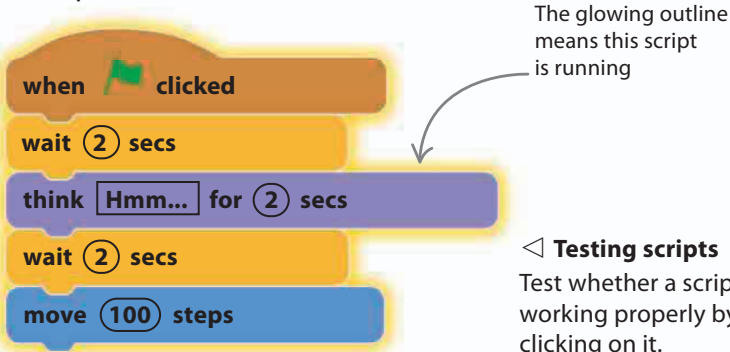 The glowing outline
means this script
is running
when clicked
wait 2 secs
think Hmm... for 2 secs
wait 2 secs
move 100 steps
Testing scripts
Test whether a scrip
working properly by
clicking on it.